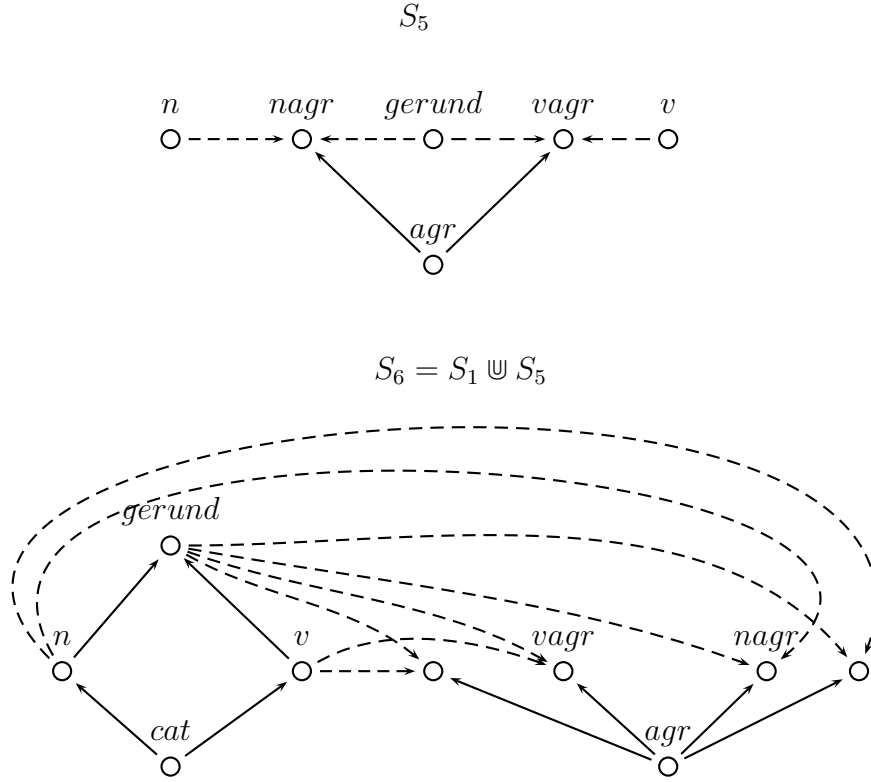 S₅
n nagr gerund vagr v
agr
S₆ = S₁ ⋓ S₅
gerund
n v vagr nagr
cat agr